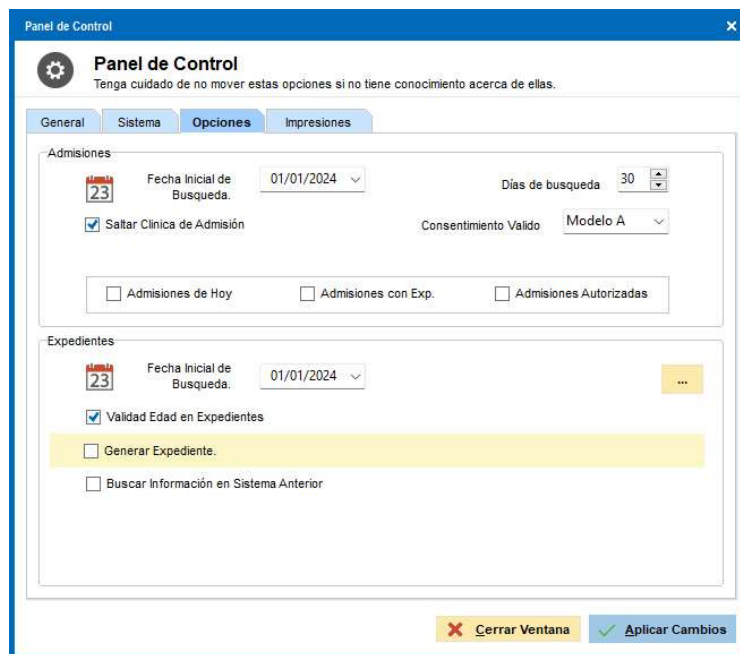 Panel de Control
Panel de Control
Tenga cuidado de no mover estas opciones si no tiene conocimiento acerca de ellas.
General Sistema Opciones Impresiones
Admisiones
23
Fecha Inicial de
Busqueda.
01/01/2024
Días de busqueda 30
Saltar Clinica de Admisión
Consentimiento Valido Modelo A
Admisiones de Hoy Admisiones con Exp. Admisiones Autorizadas
Expedientes
23
Fecha Inicial de
Busqueda.
01/01/2024
...
Validad Edad en Expedientes
Generar Expediente.
Buscar Información en Sistema Anterior
Cerrar Ventana Aplicar Cambios